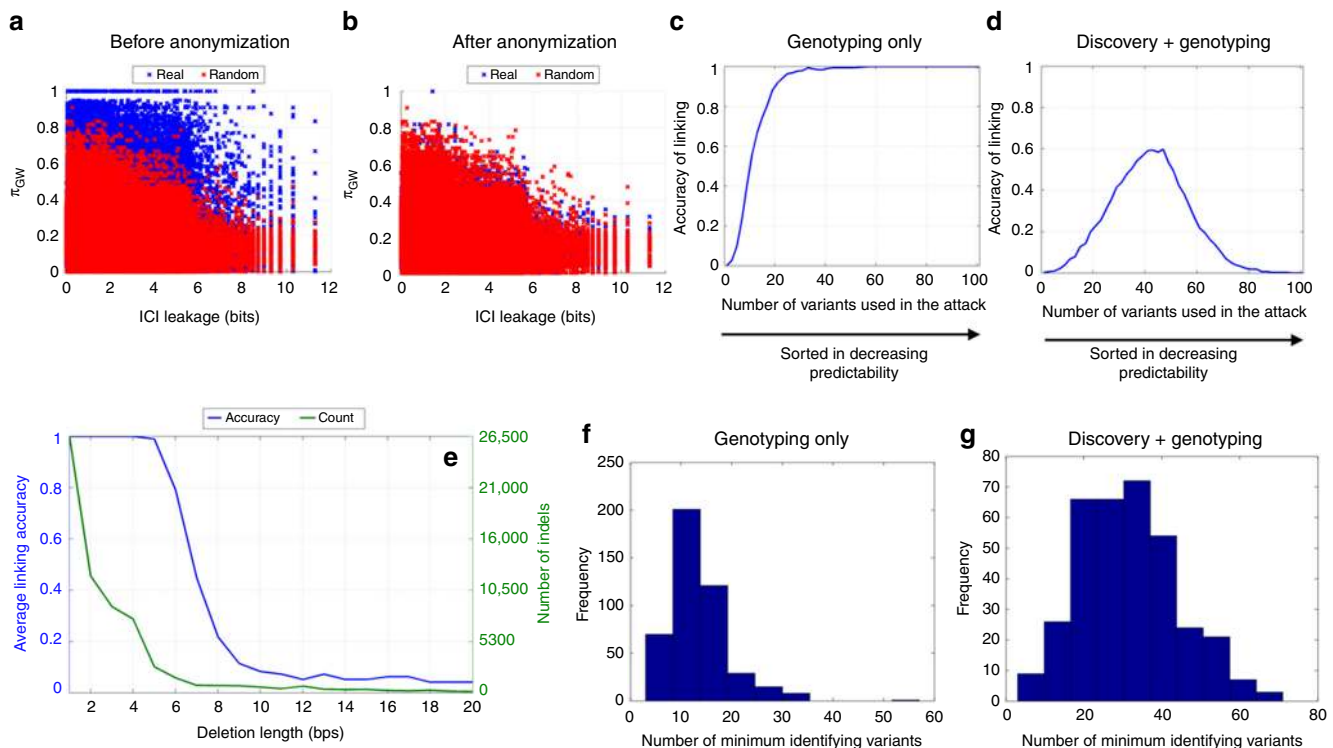 a
Before anonymization
Real Random
π_GW
1
0.8
0.6
0.4
0.2
0
0 2 4 6 8 10 12
ICI leakage (bits)
b
After anonymization
Real Random
π_GW
1
0.8
0.6
0.4
0.2
0
0 2 4 6 8 10 12
ICI leakage (bits)
c
Genotyping only
Accuracy of linking
1
0.8
0.6
0.4
0.2
0
0 20 40 60 80 100
Number of variants used in the attack
Sorted in decreasing
predictability
d
Discovery + genotyping
Accuracy of linking
1
0.8
0.6
0.4
0.2
0
0 20 40 60 80 100
Number of variants used in the attack
Sorted in decreasing
predictability
Accuracy Count
e
Average linking accuracy
1
0.8
0.6
0.4
0.2
0
26,500
21,000
16,000
10,500
5300
0
Number of indels
2 4 6 8 10 12 14 16 18 20
Deletion length (bps)
f
Genotyping only
Frequency
250
200
150
100
50
0
0 10 20 30 40 50 60
Number of minimum identifying variants
g
Discovery + genotyping
Frequency
80
70
60
50
40
30
20
10
0
0 20 40 60 80
Number of minimum identifying variants